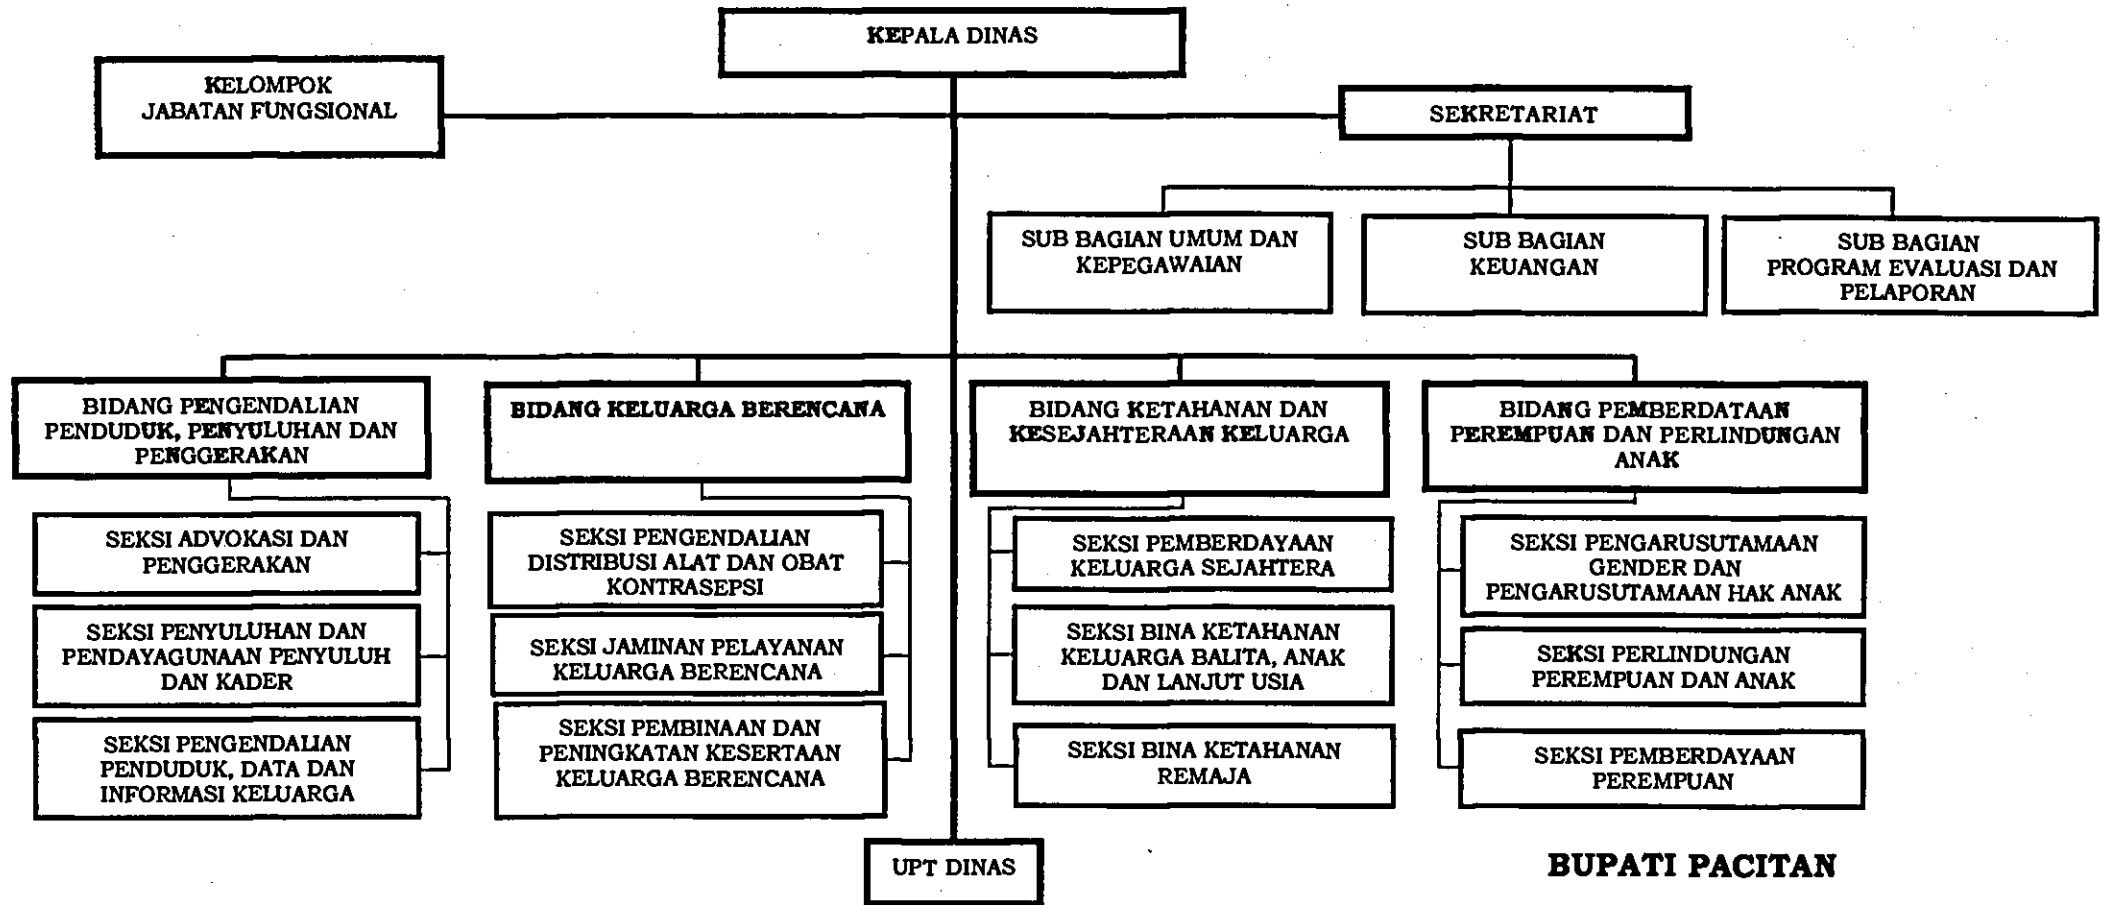 KEPALA DINAS
KELOMPOK
JABATAN FUNGSIONAL
SEKRETARIAT
SUB BAGIAN UMUM DAN
KEPEGAWAIAN
SUB BAGIAN
KEUANGAN
SUB BAGIAN
PROGRAM EVALUASI DAN
PELAPORAN
BIDANG PENGENDALIAN
PENDUDUK, PENYULUHAN DAN
PENGGERAKAN
BIDANG KELUARGA BERENCANA
BIDANG KETAHANAN DAN
KESEJAHTERAAN KELUARGA
BIDANG PEMBERDATAAN
PEREMPUAN DAN PERLINDUNGAN
ANAK
SEKSI ADVOKASI DAN
PENGGERAKAN
SEKSI PENYULUHAN DAN
PENDAYAGUNAAN PENYULUH
DAN KADER
SEKSI PENGENDALIAN
PENDUDUK, DATA DAN
INFORMASI KELUARGA
SEKSI PENGENDALIAN
DISTRIBUSI ALAT DAN OBAT
KONTRASEPSI
SEKSI JAMINAN PELAYANAN
KELUARGA BERENCANA
SEKSI PEMBINAAN DAN
PENINGKATAN KESERTAAN
KELUARGA BERENCANA
SEKSI PEMBERDAYAAN
KELUARGA SEJAHTERA
SEKSI BINA KETAHANAN
KELUARGA BALITA, ANAK
DAN LANJUT USIA
SEKSI BINA KETAHANAN
REMAJA
SEKSI PENGARUSUTAMAAN
GENDER DAN
PENGARUSUTAMAAN HAK ANAK
SEKSI PERLINDUNGAN
PEREMPUAN DAN ANAK
SEKSI PEMBERDAYAAN
PEREMPUAN
UPT DINAS
BUPATI PACITAN